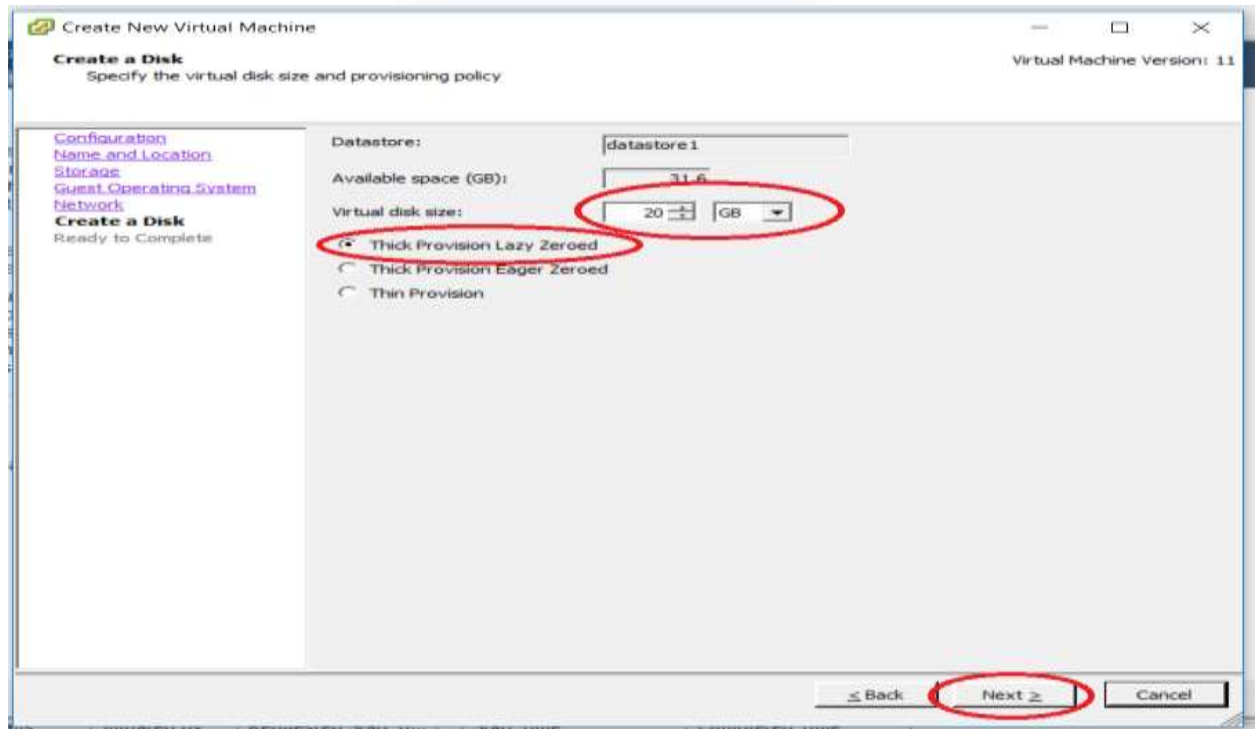 Create New Virtual Machine
Create a Disk
Specify the virtual disk size and provisioning policy
Virtual Machine Version: 11
Configuration
Name and Location
Storage
Guest Operating System
Network
Create a Disk
Ready to Complete
Datastore: datastore1
Available space (GB): 31.6
Virtual disk size: 20 GB
Thick Provision Lazy Zeroed
Thick Provision Eager Zeroed
Thin Provision
≤ Back Next ≥ Cancel